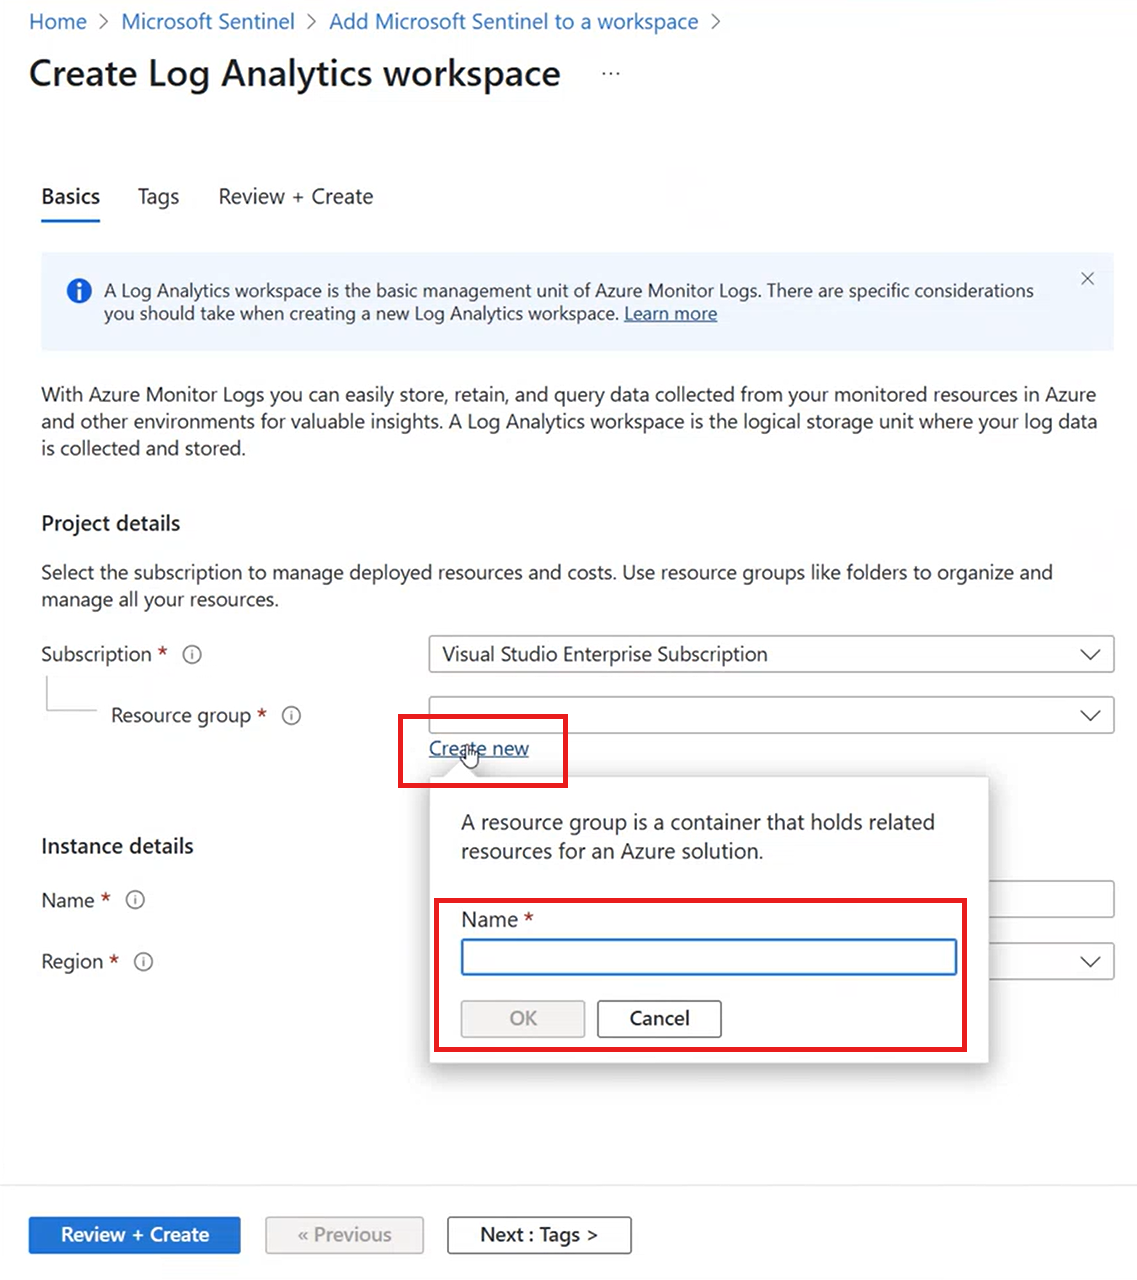 Home > Microsoft Sentinel > Add Microsoft Sentinel to a workspace >
Create Log Analytics workspace ...
Basics Tags Review + Create
A Log Analytics workspace is the basic management unit of Azure Monitor Logs. There are specific considerations
you should take when creating a new Log Analytics workspace. Learn more
With Azure Monitor Logs you can easily store, retain, and query data collected from your monitored resources in Azure
and other environments for valuable insights. A Log Analytics workspace is the logical storage unit where your log data
is collected and stored.
Project details
Select the subscription to manage deployed resources and costs. Use resource groups like folders to organize and
manage all your resources.
Subscription * Visual Studio Enterprise Subscription
Resource group *
Create new
A resource group is a container that holds related
resources for an Azure solution.
Instance details
Name *
Name *
Region *
OK Cancel
Review + Create « Previous Next : Tags >